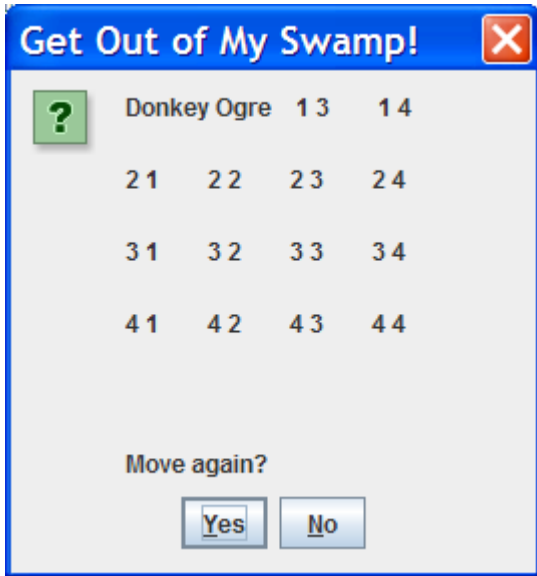 Get Out of My Swamp!
? Donkey Ogre 1 3 1 4
2 1 2 2 2 3 2 4
3 1 3 2 3 3 3 4
4 1 4 2 4 3 4 4
Move again?
Yes No